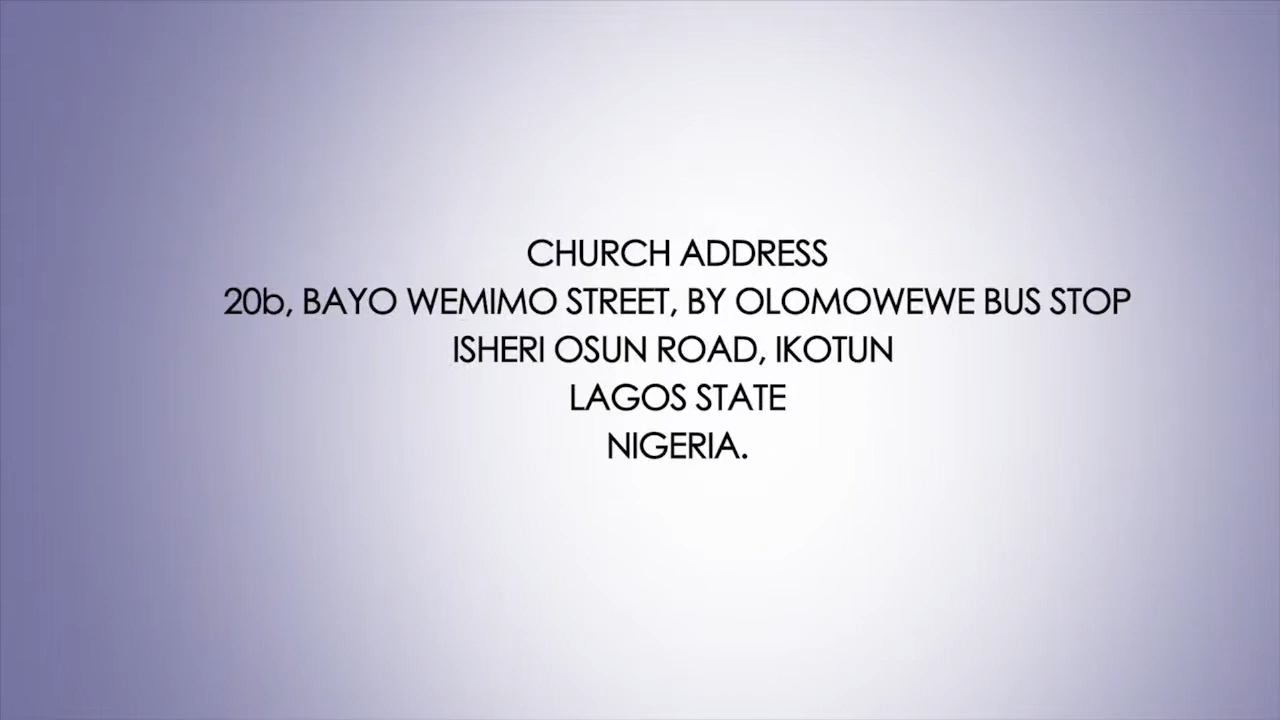 CHURCH ADDRESS
20b, BAYO WEMIMO STREET, BY OLOMOWEWE BUS STOP
ISHERI OSUN ROAD, IKOTUN
LAGOS STATE
NIGERIA.